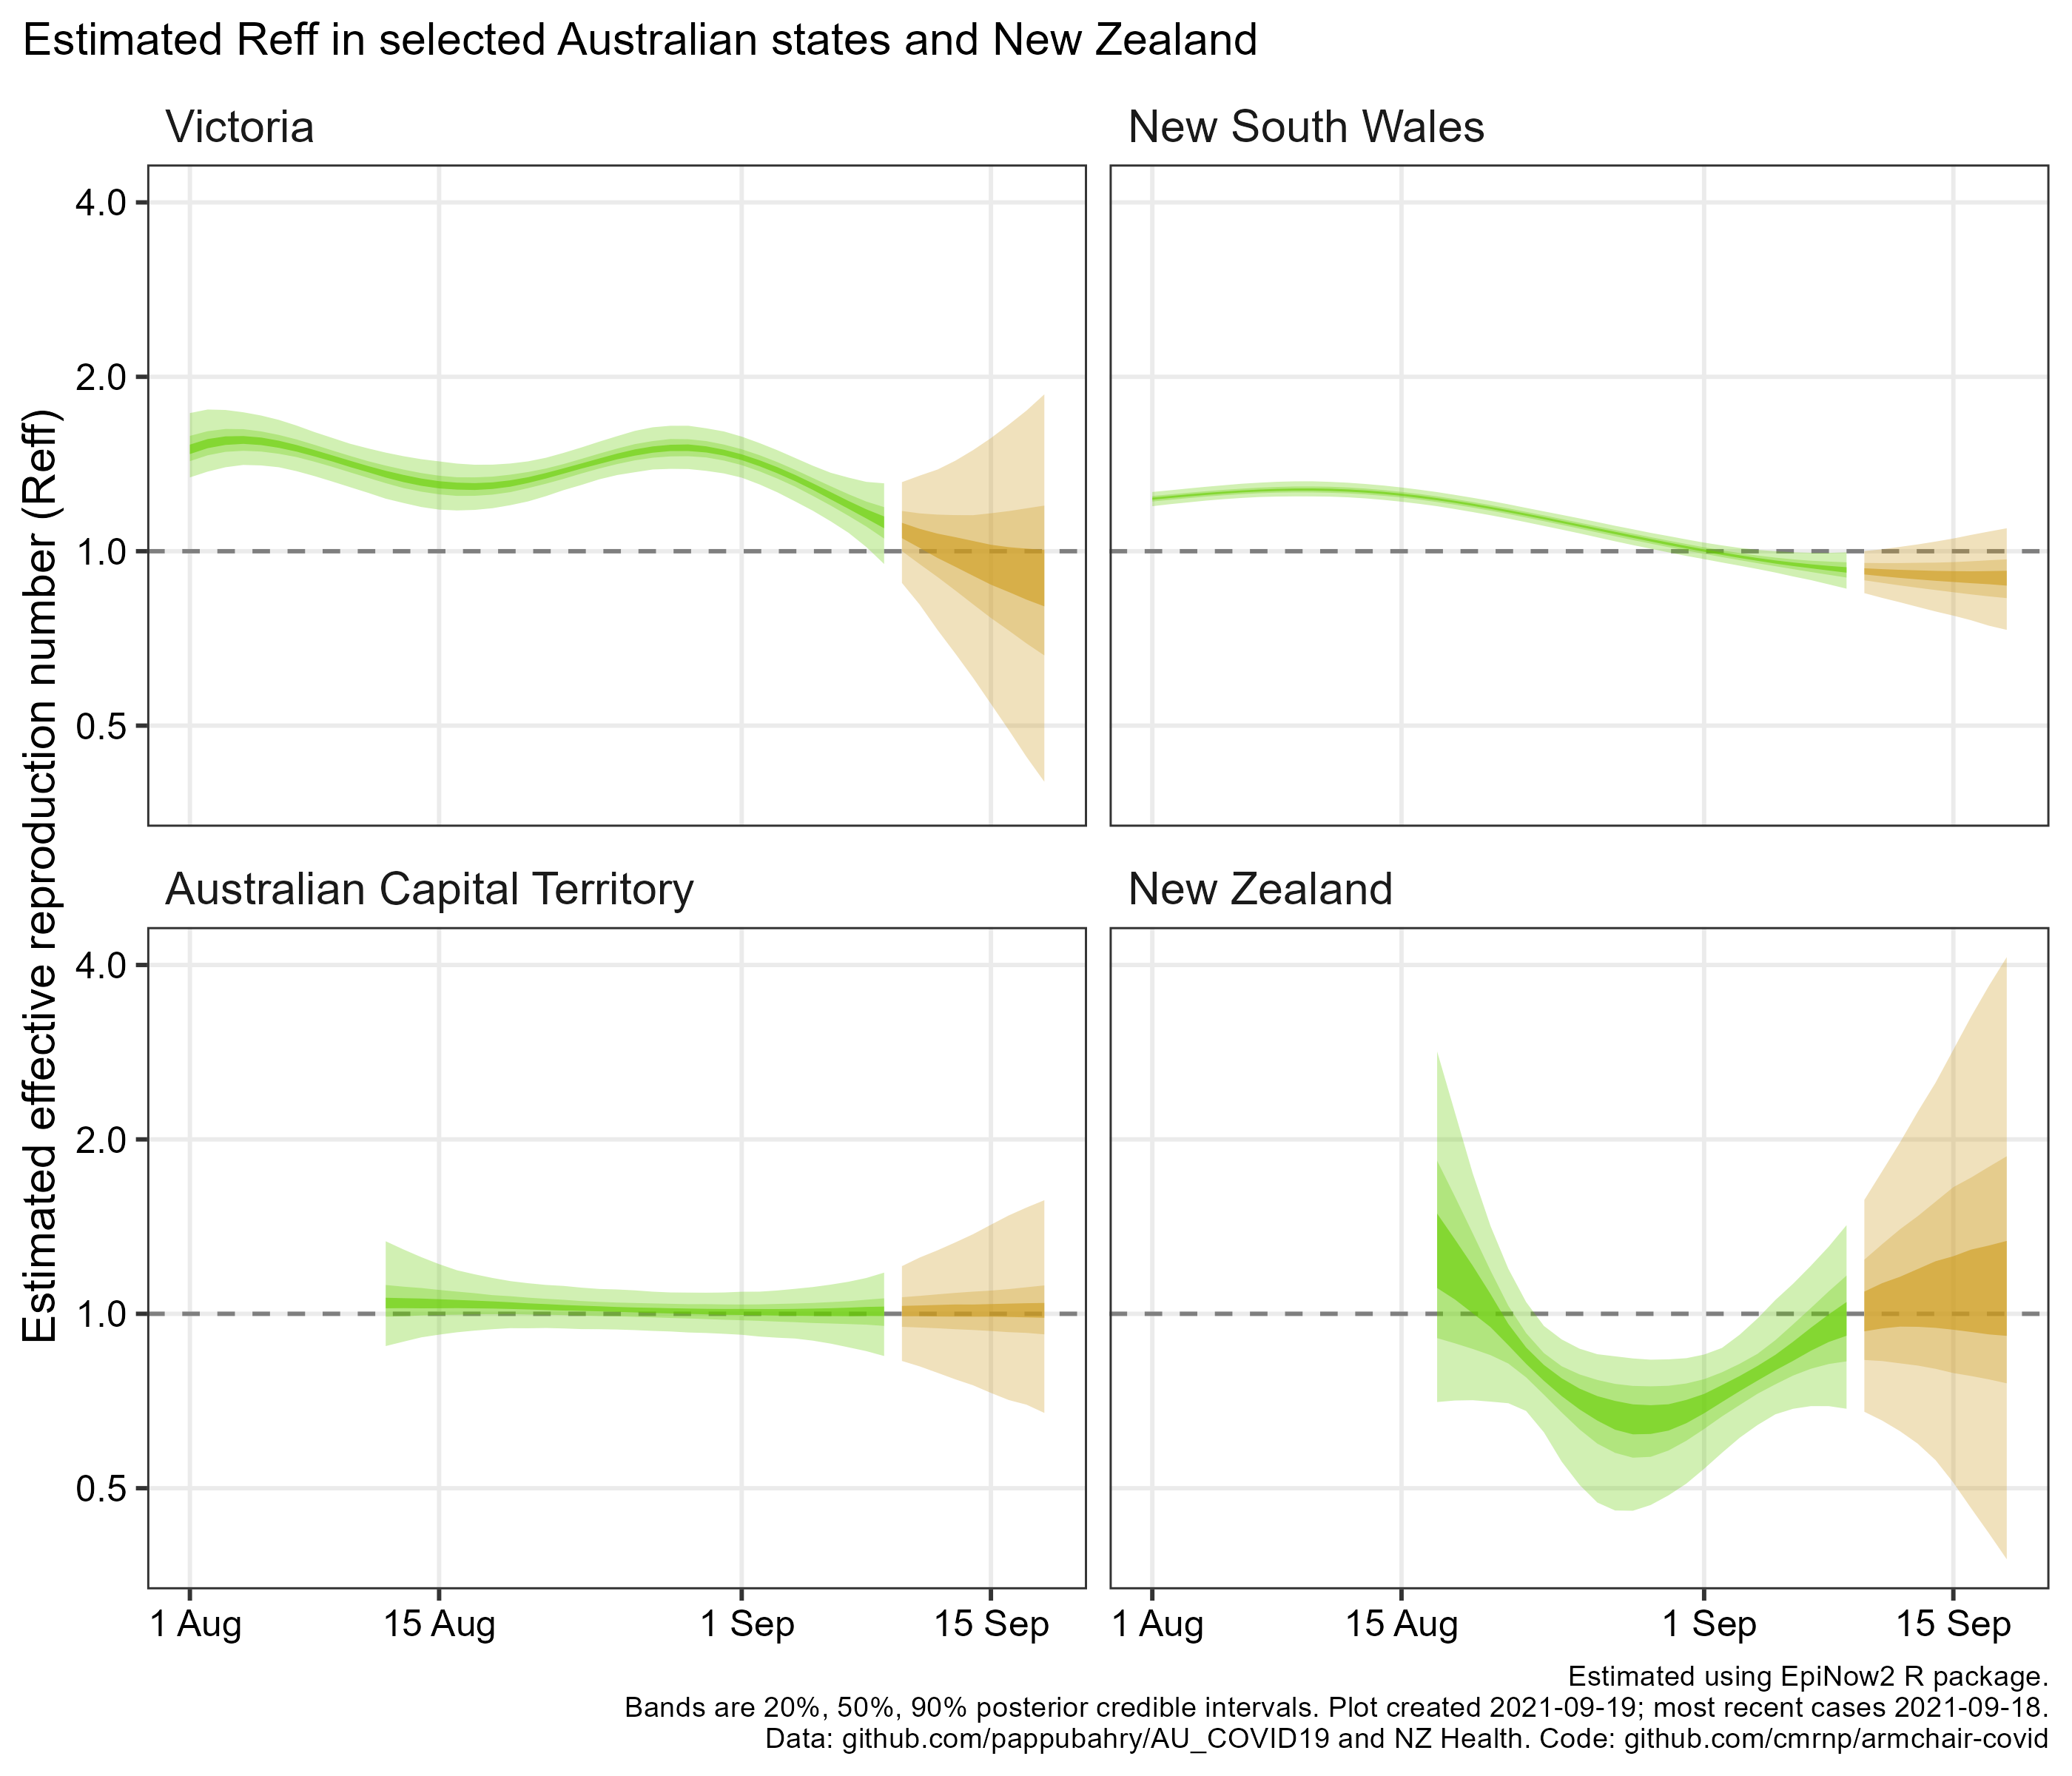 Estimated Reff in selected Australian states and New Zealand
Estimated effective reproduction number (Reff)
Victoria
New South Wales
4.0
2.0
1.0
0.5
Australian Capital Territory
New Zealand
4.0
2.0
1.0
0.5
1 Aug
15 Aug
1 Sep
15 Sep
1 Aug
15 Aug
1 Sep
15 Sep
Estimated using EpiNow2 R package.
Bands are 20%, 50%, 90% posterior credible intervals. Plot created 2021-09-19; most recent cases 2021-09-18.
Data: github.com/pappubahry/AU_COVID19 and NZ Health. Code: github.com/cmrnp/armchair-covid